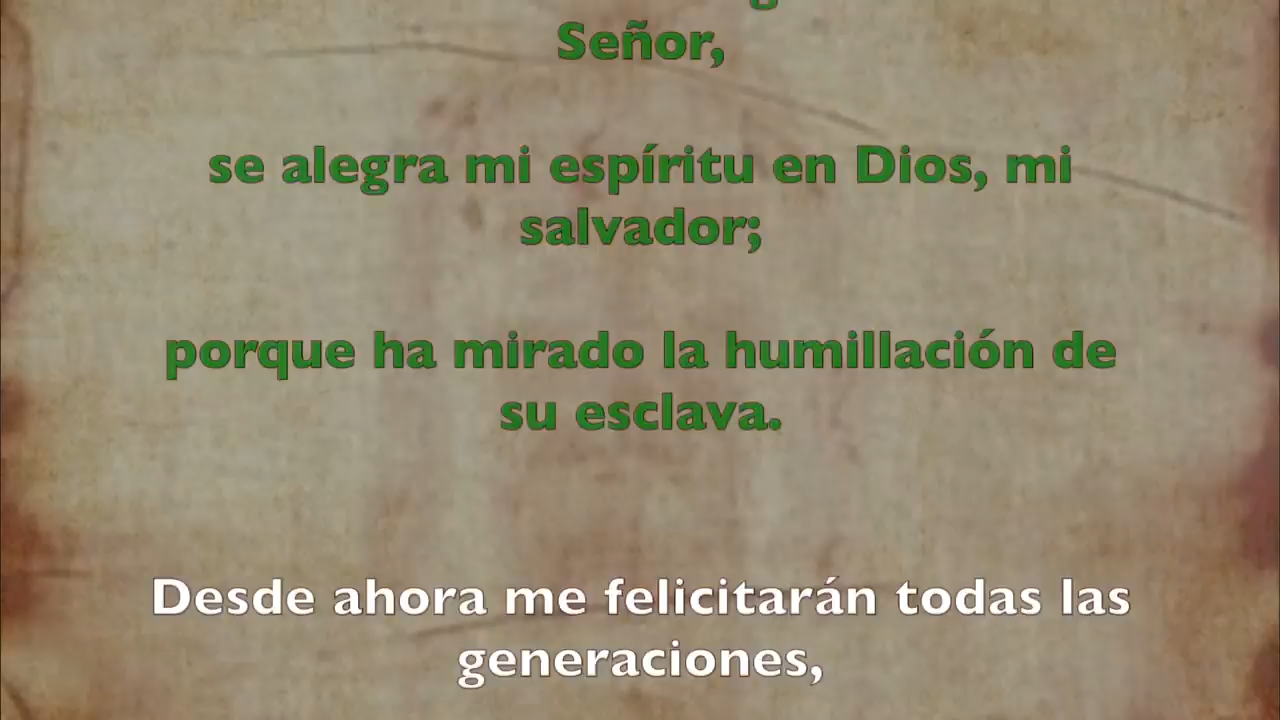 Señor,
se alegra mi espíritu en Dios, mi
salvador;
porque ha mirado la humillación de
su esclava.
Desde ahora me felicitarán todas las
generaciones,